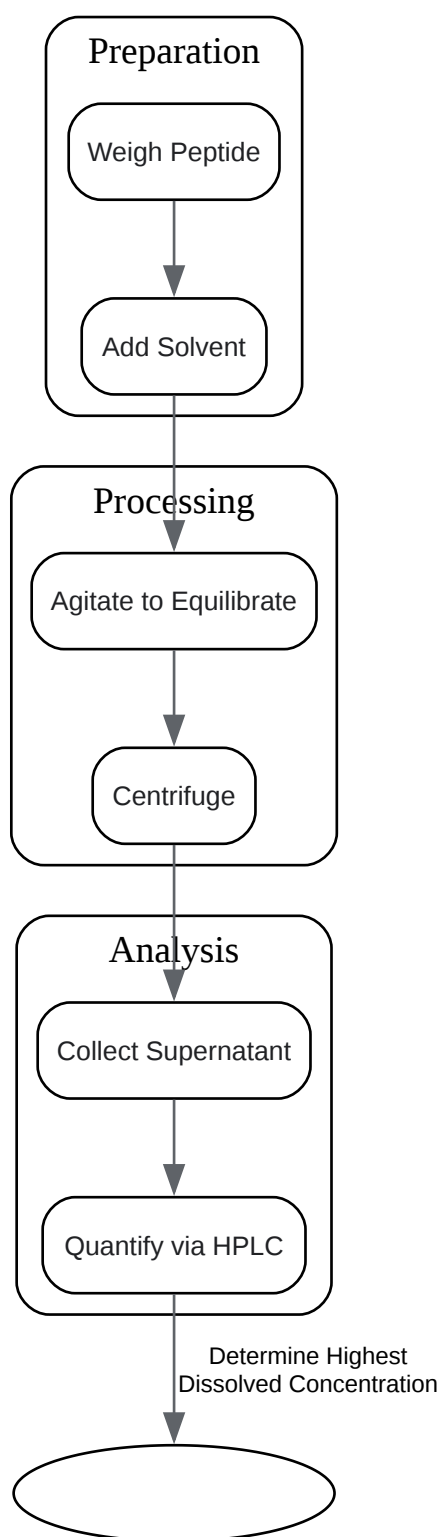 Preparation
Weigh Peptide
Add Solvent
Processing
Agitate to Equilibrate
Centrifuge
Analysis
Collect Supernatant
Quantify via HPLC
Determine Highest
Dissolved Concentration